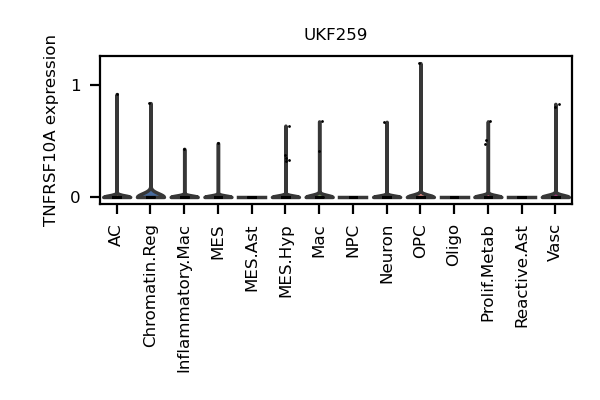 UKF259
TNFRSF10A expression
1
0
AC
Chromatin.Reg
Inflammatory.Mac
MES
MES.Ast
MES.Hyp
Mac
NPC
Neuron
OPC
Oligo
Prolif.Metab
Reactive.Ast
Vasc